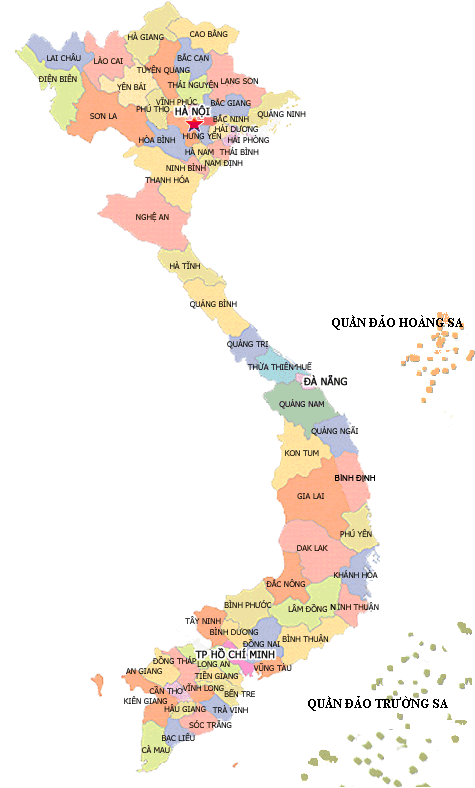 HÀ GIANG
CAO BẰNG
LAI CHÂU
LÀO CAI
BẮC CẠN
ĐIỆN BIÊN
TUYÊN QUANG
LẠNG SƠN
YÊN BÁI
THÁI NGUYÊN
PHÚ THỌ
VĨNH PHÚC
BẮC GIANG
QUẢNG NINH
SƠN LA
HÀ NỘI
BẮC NINH
HẢI DƯƠNG
HƯNG YÊN
HÒA BÌNH
HẢI PHÒNG
HÀ NAM
THÁI BÌNH
NAM ĐỊNH
NINH BÌNH
THANH HÓA
NGHỆ AN
HÀ TĨNH
QUẢNG BÌNH
QUẦN ĐẢO HOÀNG SA
QUẢNG TRỊ
THỪA THIÊN HUẾ
ĐÀ NẴNG
QUẢNG NAM
QUẢNG NGÃI
KON TUM
BÌNH ĐỊNH
GIA LAI
PHÚ YÊN
DAK LAK
KHÁNH HÒA
ĐẮC NÔNG
BÌNH PHƯỚC
LÂM ĐỒNG
NINH THUẬN
TÂY NINH
BÌNH DƯƠNG
BÌNH THUẬN
ĐỒNG NAI
TP HỒ CHÍ MINH
ĐỒNG THÁP
LONG AN
VŨNG TÀU
AN GIANG
TIỀN GIANG
CẦN THƠ
VĨNH LONG
BẾN TRE
KIÊN GIANG
HẬU GIANG
TRÀ VINH
QUẦN ĐẢO TRƯỜNG SA
SÓC TRĂNG
BẠC LIÊU
CÀ MAU